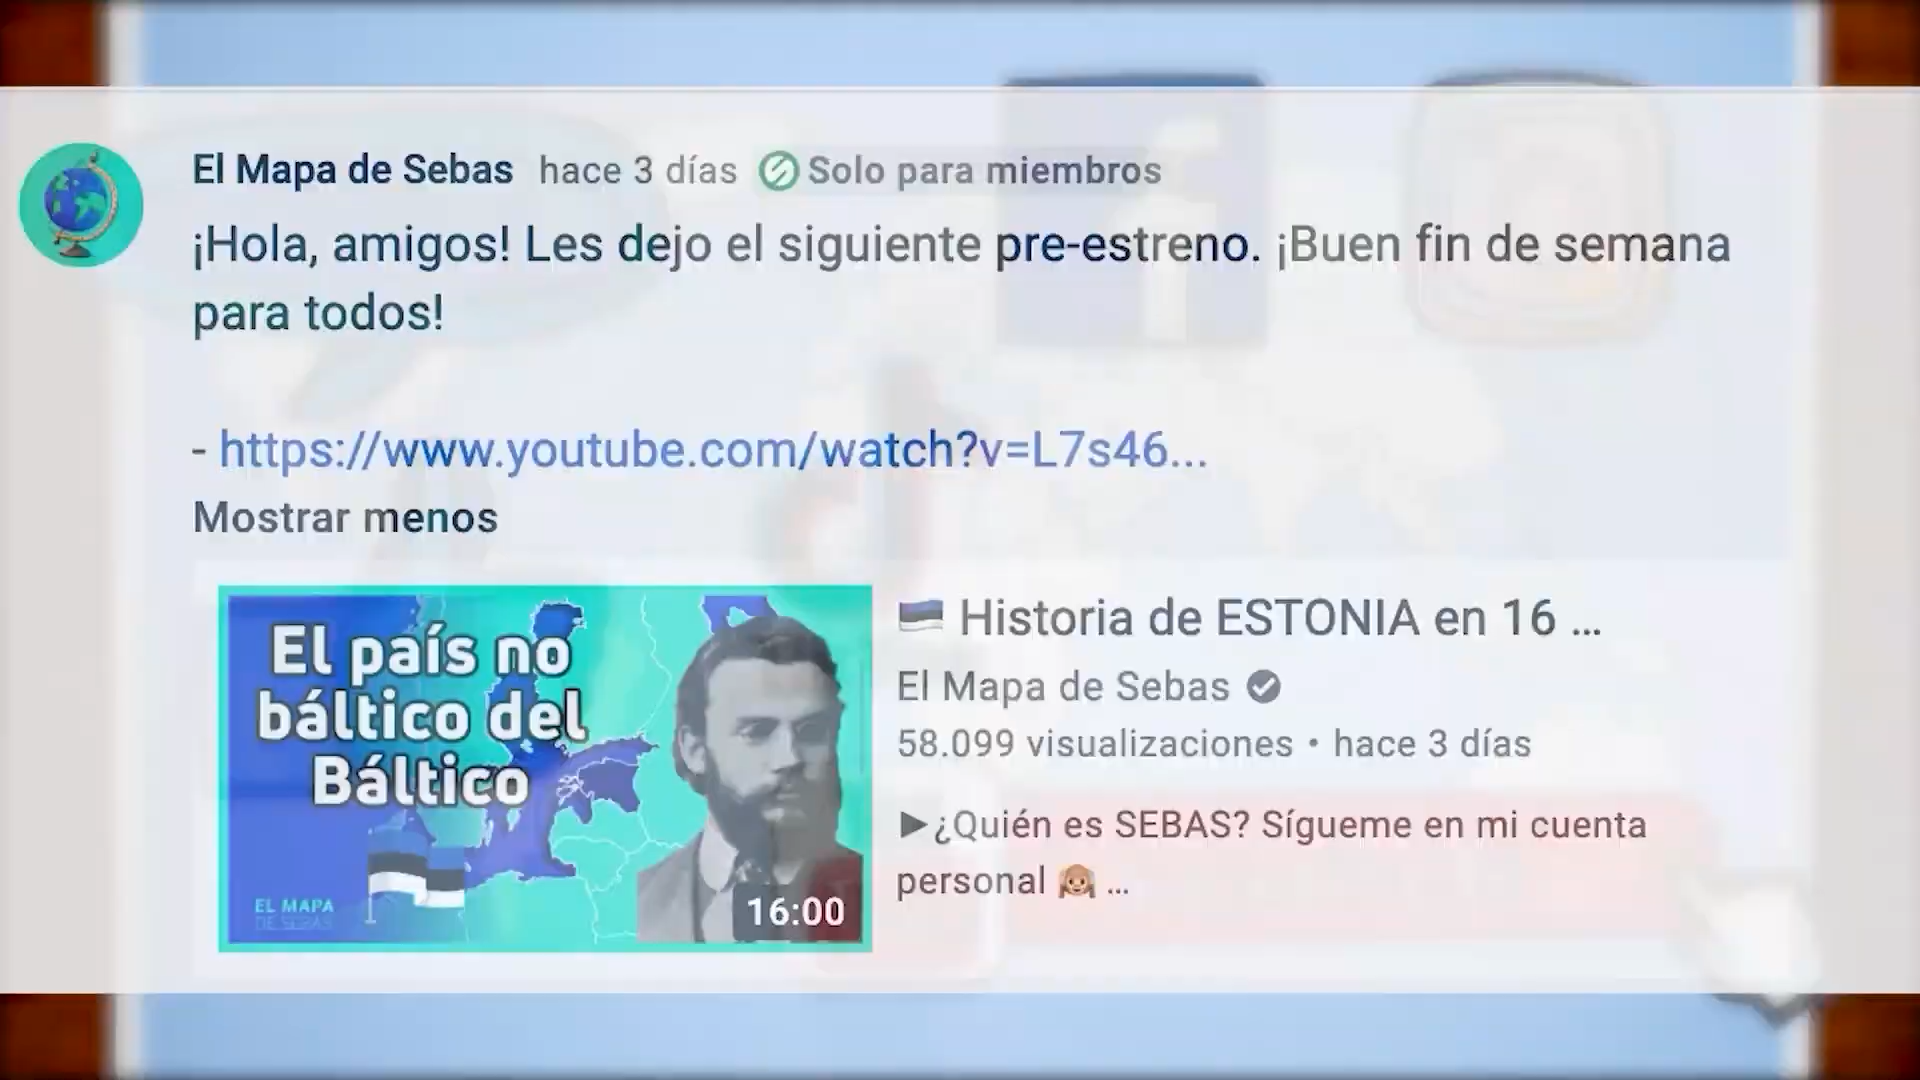 El Mapa de Sebas hace 3 días Solo para miembros
¡Hola, amigos! Les dejo el siguiente pre-estreno. ¡Buen fin de semana
para todos!
- https://www.youtube.com/watch?v=L7s46...
Mostrar menos
El país no
báltico del
Báltico
EL MAPA
DE SEBAS
16:00
Historia de ESTONIA en 16 ...
El Mapa de Sebas
58.099 visualizaciones • hace 3 días
►¿Quién es SEBAS? Sígueme en mi cuenta
personal 🙉 ...